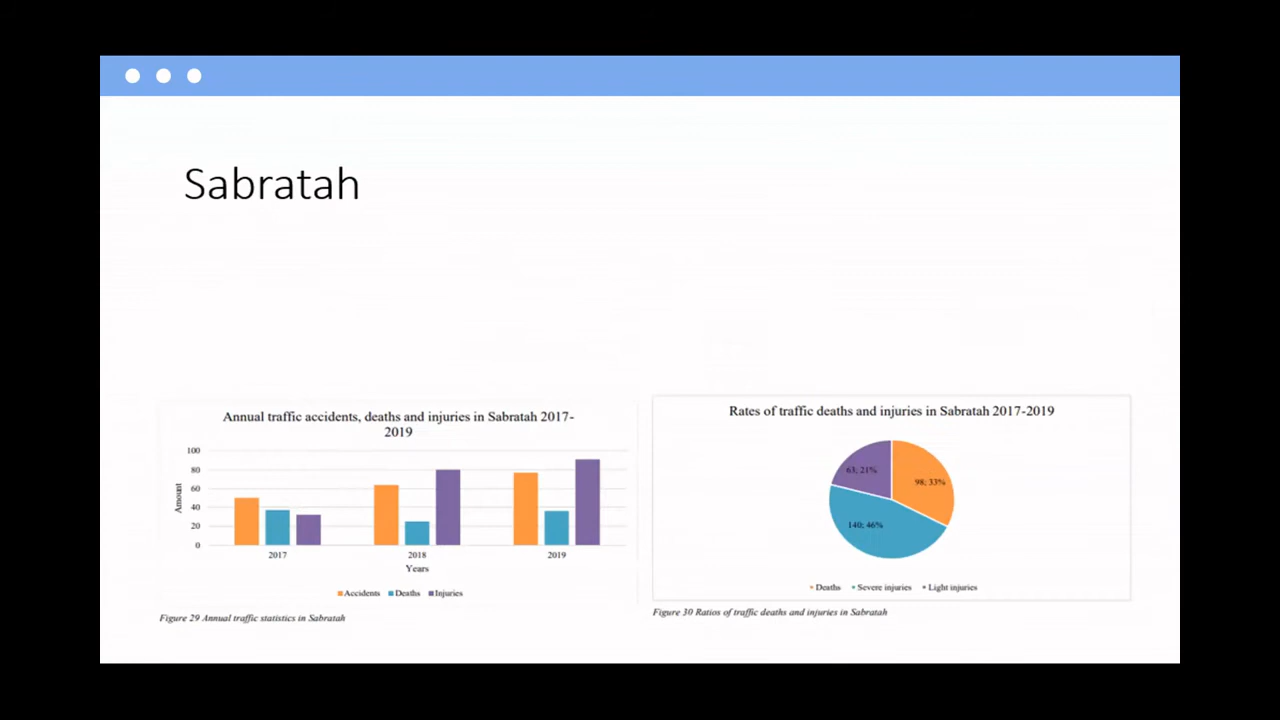 Sabratah
Annual traffic accidents, deaths and injuries in Sabratah 2017-
2019
100
80
60
40
20
0
Amount
2017
2018
2019
Years
Accidents
Deaths
Injuries
Figure 29 Annual traffic statistics in Sabratah
Rates of traffic deaths and injuries in Sabratah 2017-2019
63; 21%
98; 33%
140; 46%
Deaths
Severe injuries
Light injuries
Figure 30 Ratios of traffic deaths and injuries in Sabratah